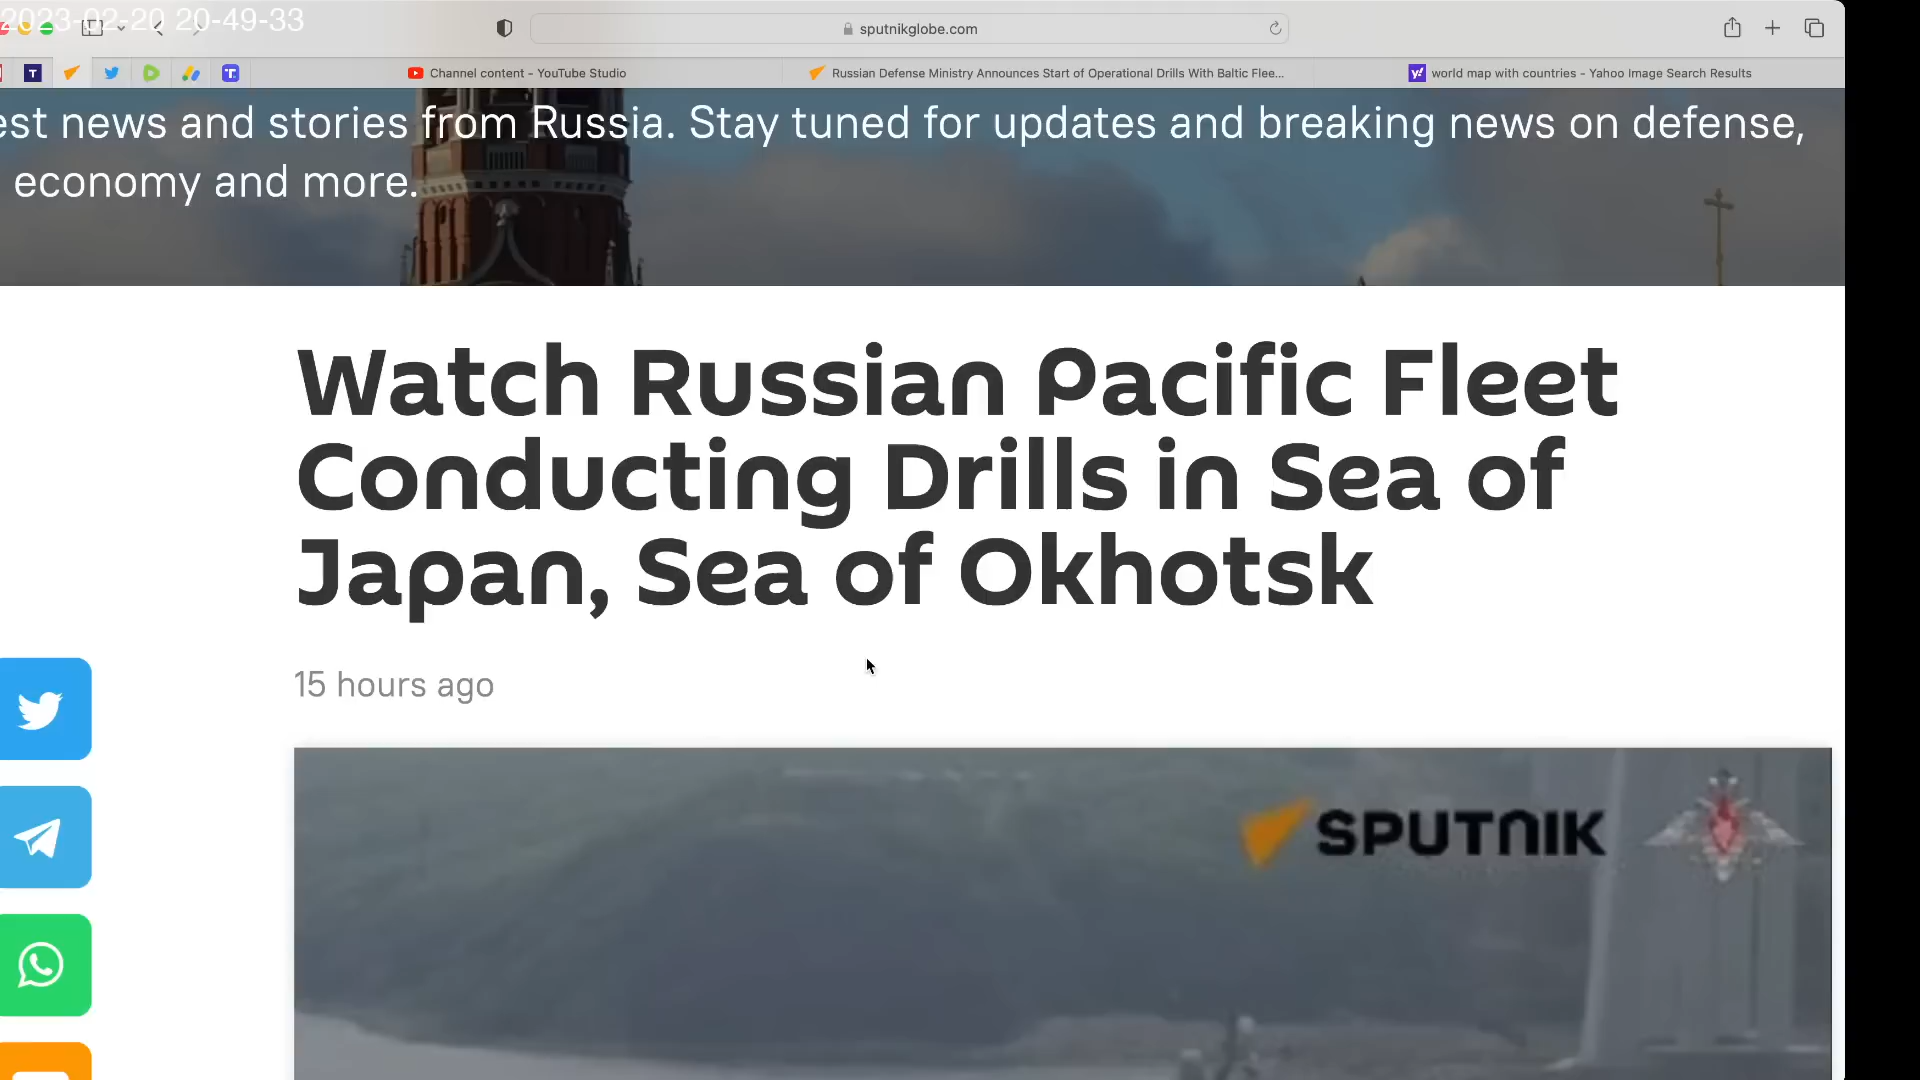 2023-02-20 20-49-33
sputnikglobe.com
Channel content - YouTube Studio
Russian Defense Ministry Announces Start of Operational Drills With Baltic Flee...
world map with countries - Yahoo Image Search Results
est news and stories from Russia. Stay tuned for updates and breaking news on defense,
economy and more.
Watch Russian Pacific Fleet
Conducting Drills in Sea of
Japan, Sea of Okhotsk
15 hours ago
SPUTNIK